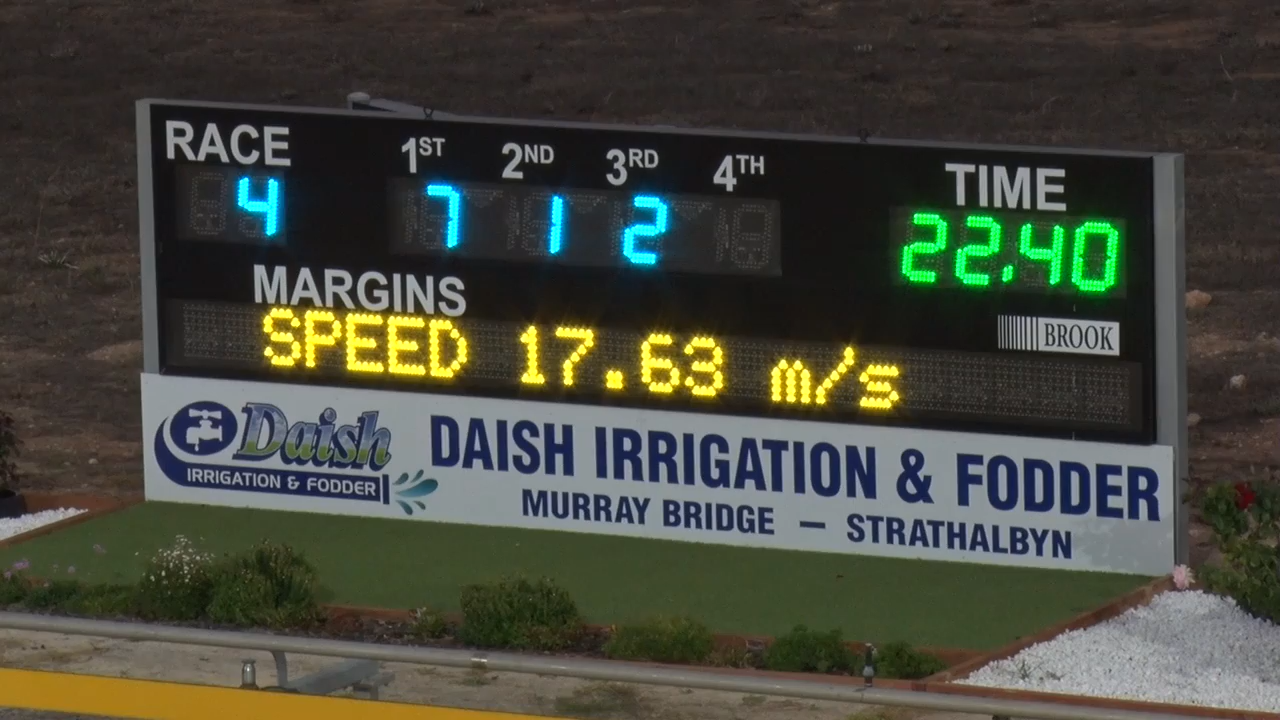 RACE 1ST 2ND 3RD 4TH TIME
4 7 1 2 22.40
MARGINS
BROOK
SPEED 17.63 m/s
Daish
IRRIGATION & FODDER
DAISH IRRIGATION & FODDER
MURRAY BRIDGE — STRATHALBYN